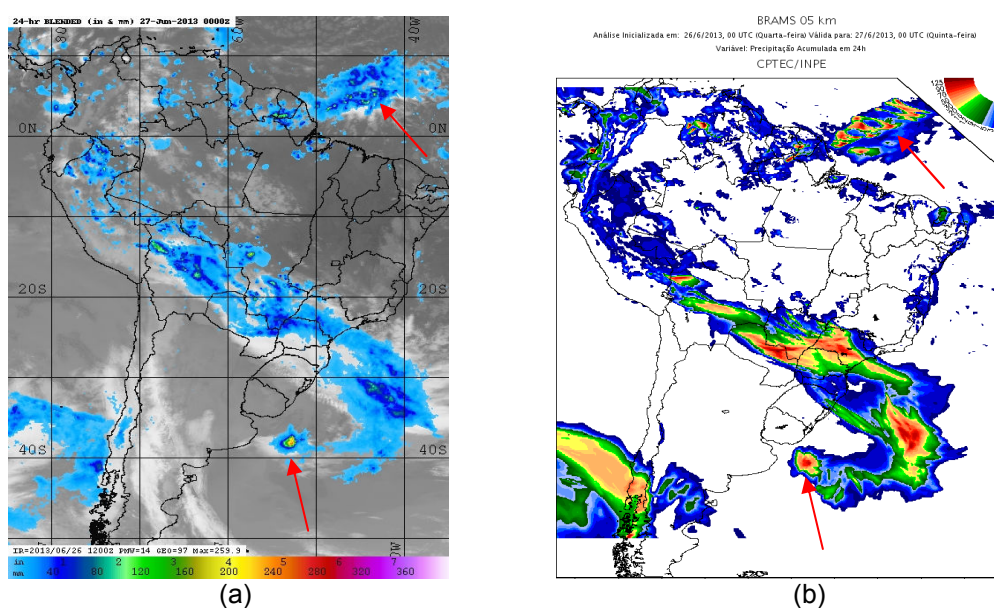 24-hr BLENDED (in & mm) 27-Jun-2013 0000z
80
60
40
0N
20S
40S
IR=2013/06/26 1200Z PMW=14 GEO=97 Max=259.9
in 1 2 3 4 5 6 7
mm 40 80 120 160 200 240 280 320 360
(a)
BRAMS 05 km
Análise Inicializada em: 26/6/2013, 00 UTC (Quarta-feira) Válida para: 27/6/2013, 00 UTC (Quinta-feira)
Variável: Precipitação Acumulada em 24h
CPTEC/INPE
(b)